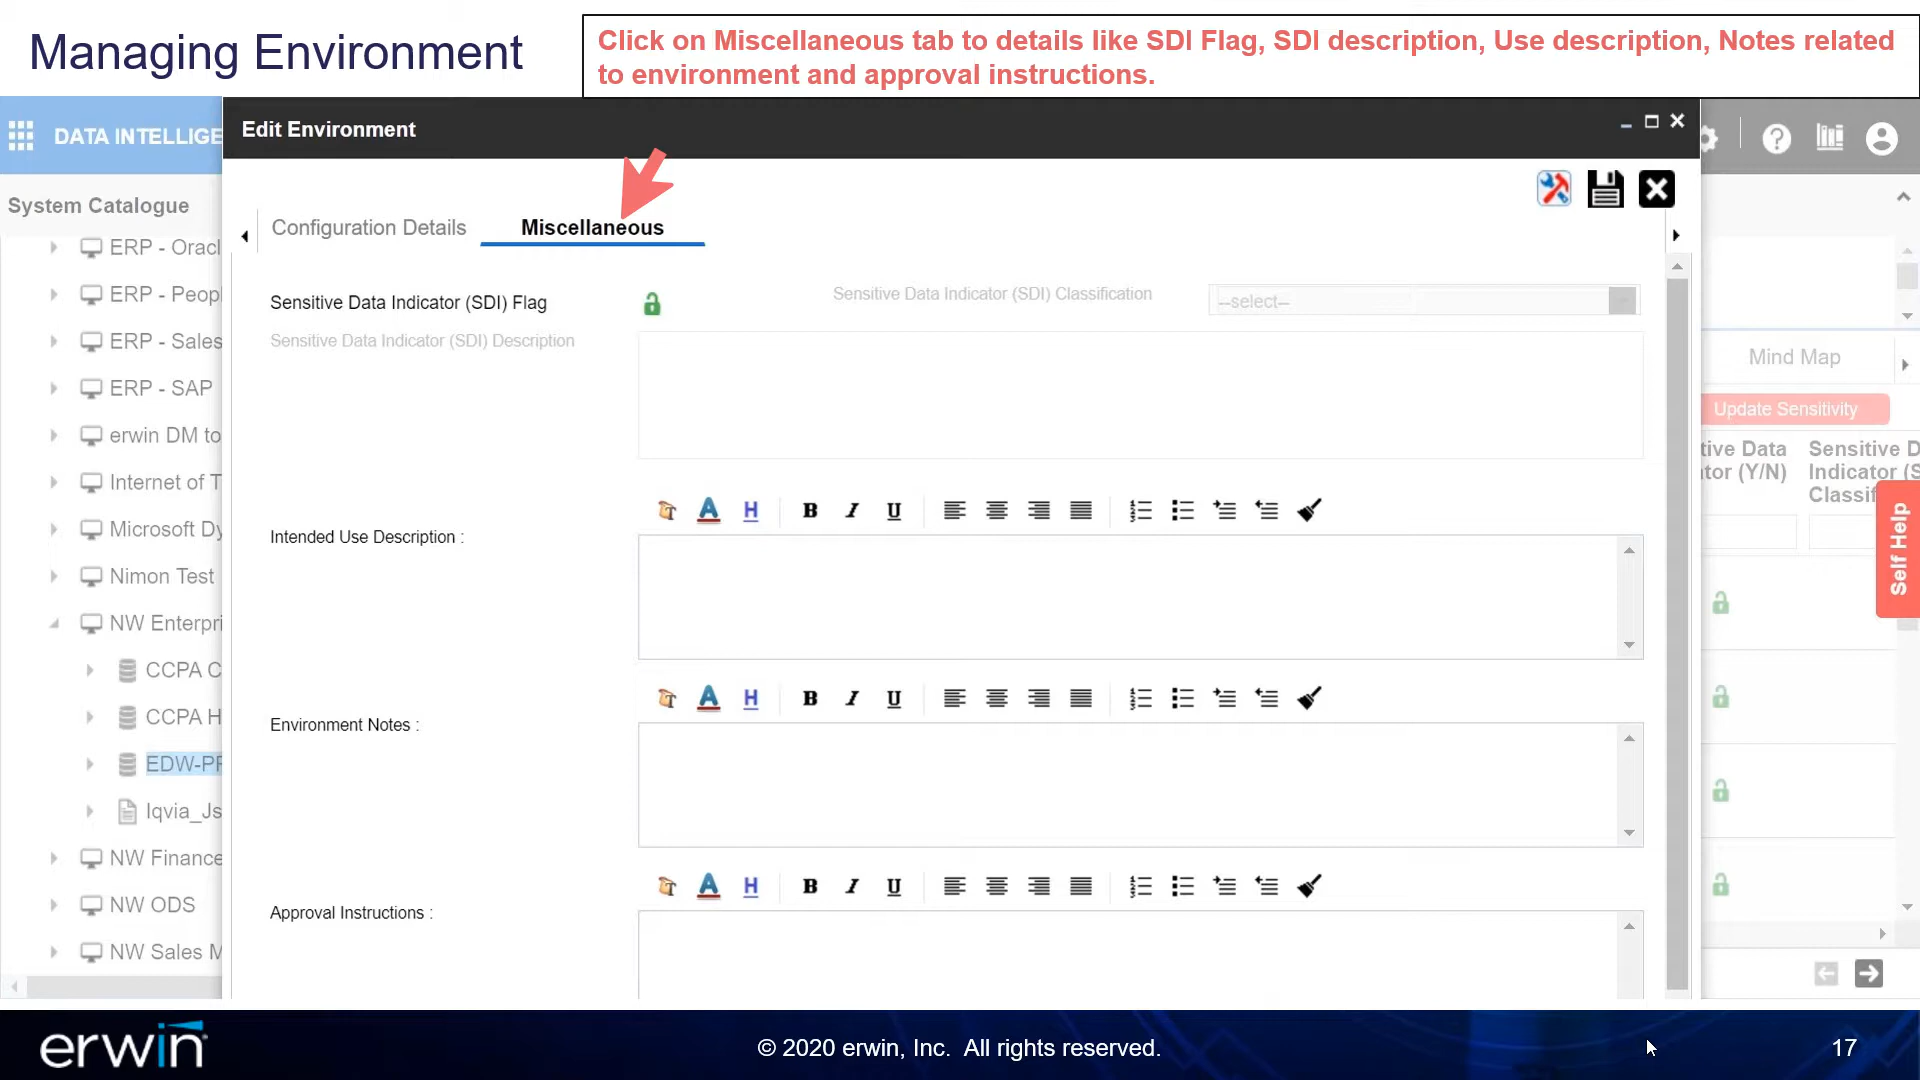 Managing Environment
Click on Miscellaneous tab to details like SDI Flag, SDI description, Use description, Notes related
to environment and approval instructions.
DATA INTELLIGE
Edit Environment
System Catalogue
ERP - Oracl
ERP - Peopl
ERP - Sales
ERP - SAP
erwin DM to
Internet of T
Microsoft Dy
Nimon Test
NW Enterpri
CCPA C
CCPA H
EDW-PR
Iqvia_Js
NW Finance
NW ODS
NW Sales M
Configuration Details
Miscellaneous
Sensitive Data Indicator (SDI) Flag
Sensitive Data Indicator (SDI) Classification
--select--
Sensitive Data Indicator (SDI) Description
Intended Use Description :
Environment Notes :
Approval Instructions :
Mind Map
Update Sensitivity
tive Data
tor (Y/N)
Sensitive D
Indicator (S
Classif
Self Help
erwin
© 2020 erwin, Inc. All rights reserved.
17